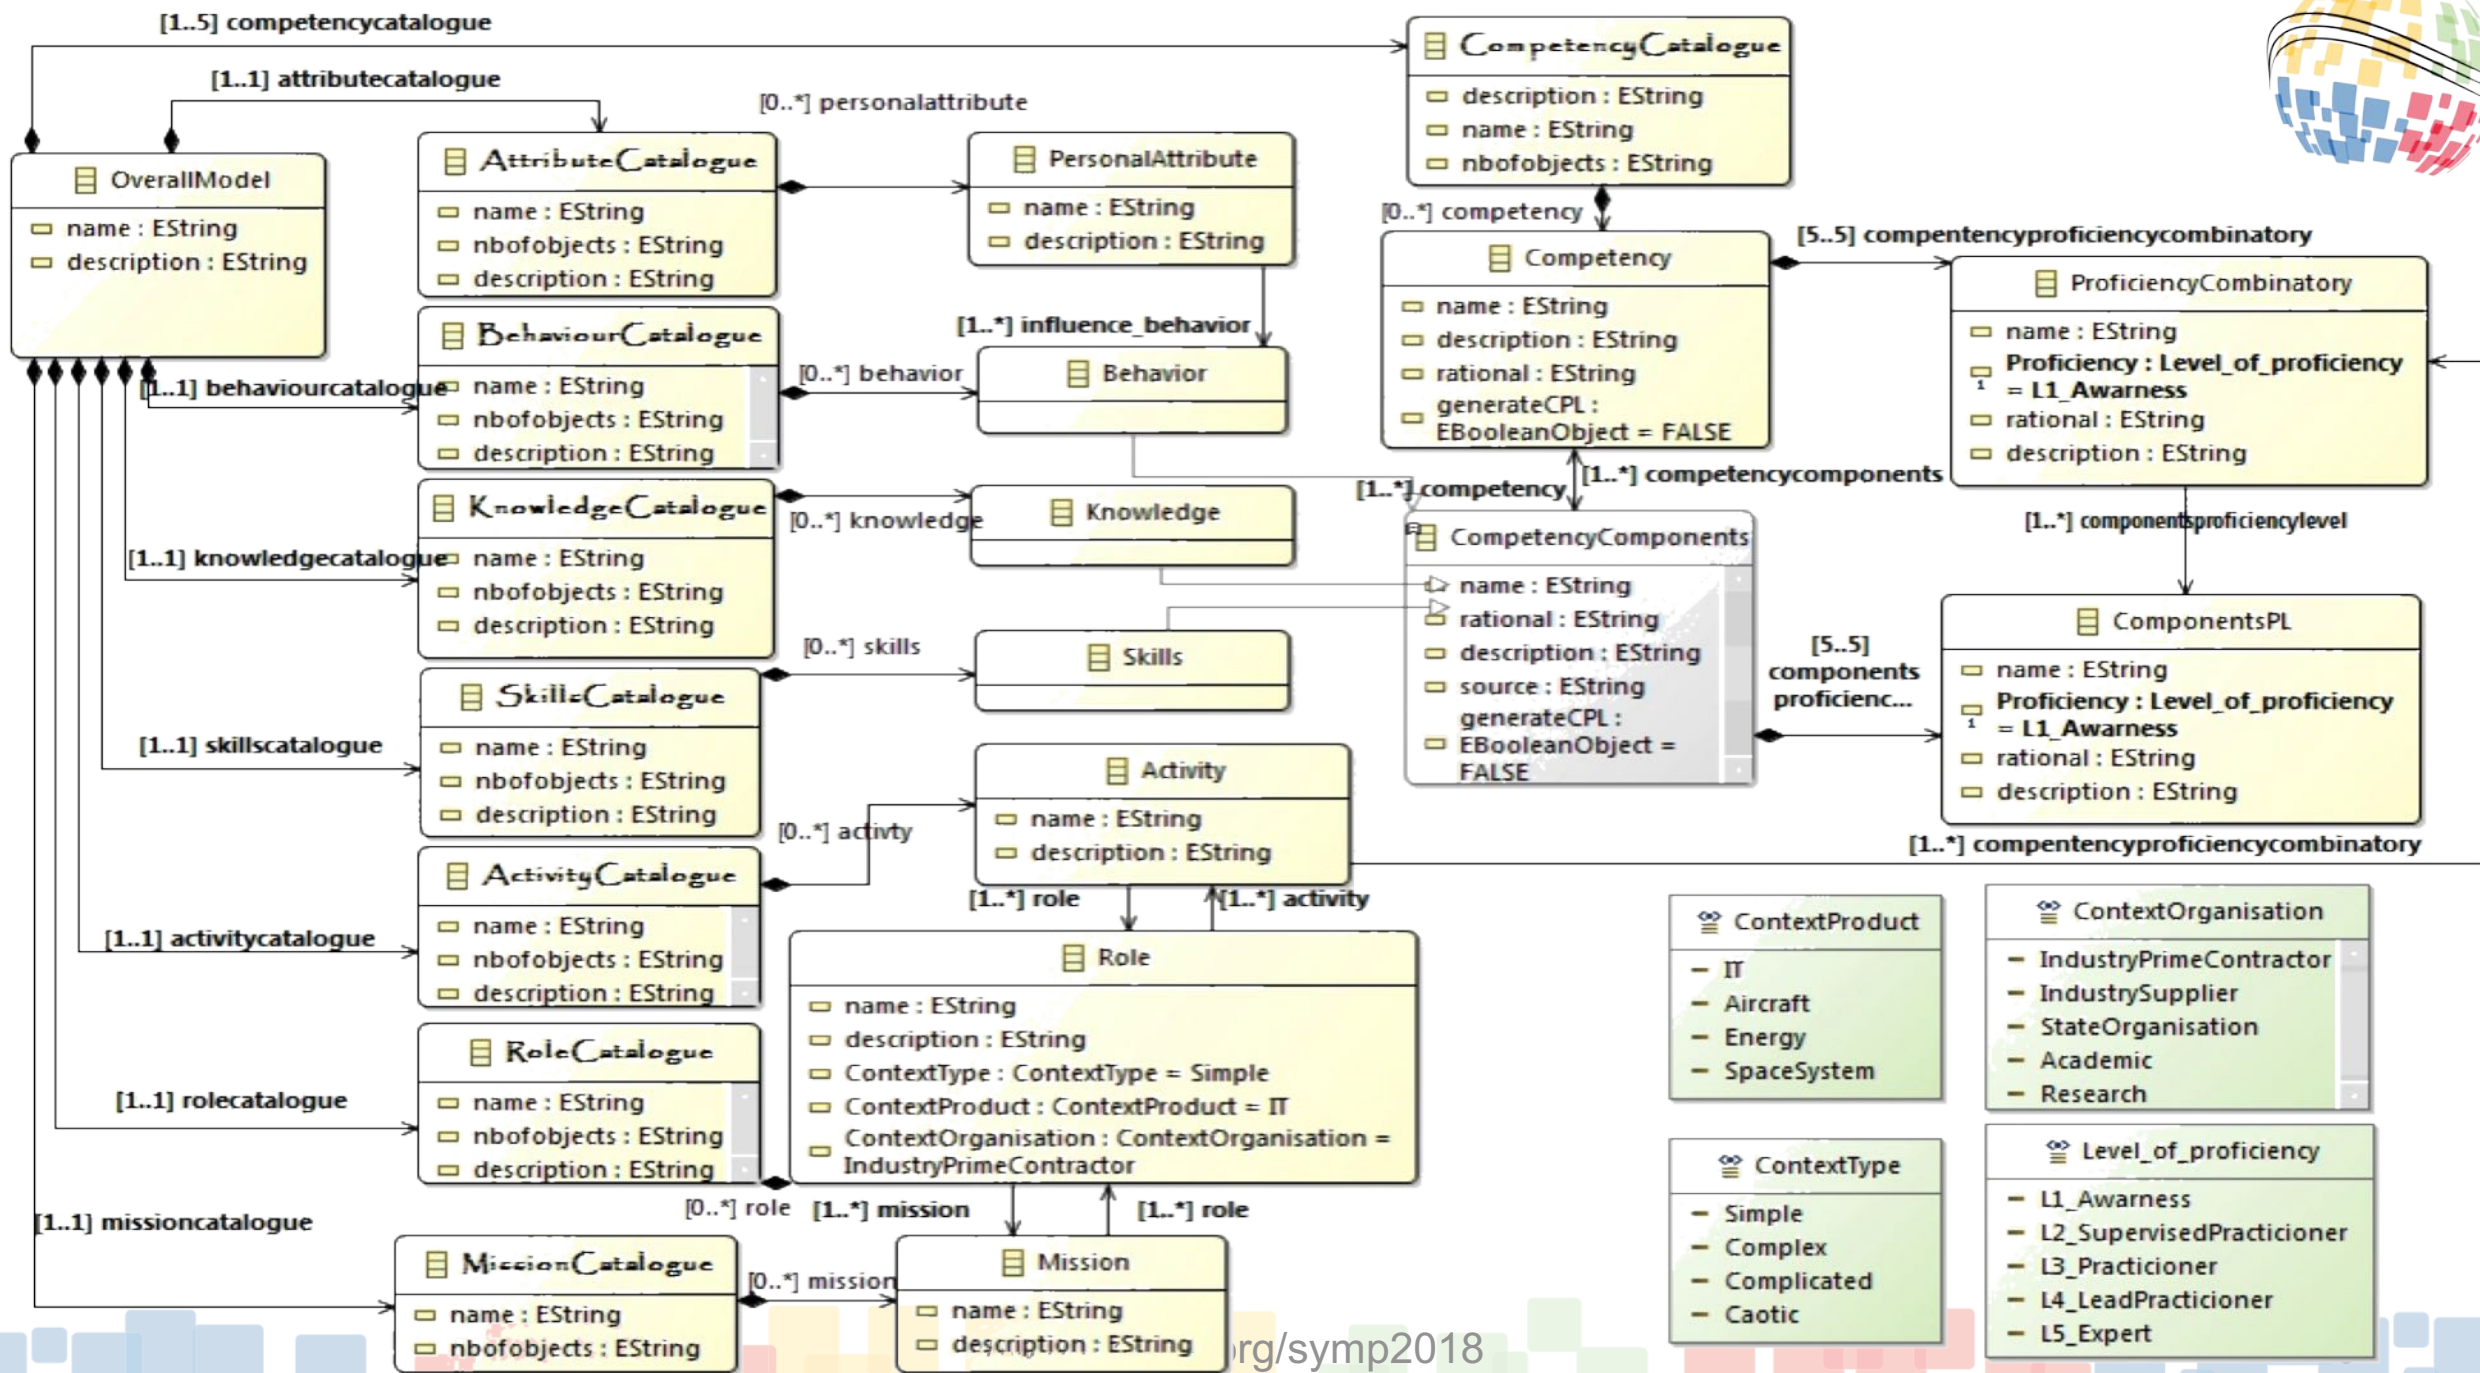 [1..5] competencycatalogue
[1..1] attributecatalogue
[0..*] personalattribute
CompetencyCatalogue
description : EString
name : EString
nbofobjects : EString
OverallModel
name : EString
description : EString
AttributeCatalogue
name : EString
nbofobjects : EString
description : EString
PersonalAttribute
name : EString
description : EString
[0..*] competency
Competency
name : EString
description : EString
rational : EString
generateCPL :
EBooleanObject = FALSE
[5..5] compentencyproficiencycombinatory
ProficiencyCombinatory
name : EString
Proficiency : Level_of_proficiency
= L1_Awarness
1
rational : EString
description : EString
[1..1] behaviourcatalogue
BehaviourCatalogue
name : EString
nbofobjects : EString
description : EString
[1..*] influence_behavior
[0..*] behavior
Behavior
[1..*] competency
[1..*] competencycomponents
[1..*] componentsproficiencylevel
[1..1] knowledgecatalogue
KnowledgeCatalogue
name : EString
nbofobjects : EString
description : EString
[0..*] knowledge
Knowledge
CompetencyComponents
name : EString
rational : EString
description : EString
source : EString
generateCPL :
EBooleanObject =
FALSE
[5..5]
components
proficienc...
ComponentsPL
name : EString
Proficiency : Level_of_proficiency
= L1_Awarness
1
rational : EString
description : EString
[1..1] skillscatalogue
SkillsCatalogue
name : EString
nbofobjects : EString
description : EString
[0..*] skills
Skills
[0..*] activty
Activity
name : EString
description : EString
[1..*] compentencyproficiencycombinatory
[1..1] activitycatalogue
ActivityCatalogue
name : EString
nbofobjects : EString
description : EString
[1..*] role
[1..*] activity
Role
name : EString
description : EString
ContextType : ContextType = Simple
ContextProduct : ContextProduct = IT
ContextOrganisation : ContextOrganisation =
IndustryPrimeContractor
[1..1] rolecatalogue
RoleCatalogue
name : EString
nbofobjects : EString
description : EString
[0..*] role
[1..*] mission
[1..*] role
[1..1] missioncatalogue
MissionCatalogue
name : EString
nbofobjects : EString
[0..*] mission
Mission
name : EString
description : EString
ContextProduct
IT
Aircraft
Energy
SpaceSystem
ContextOrganisation
IndustryPrimeContractor
IndustrySupplier
StateOrganisation
Academic
Research
ContextType
Simple
Complex
Complicated
Caotic
Level_of_proficiency
L1_Awarness
L2_SupervisedPracticioner
L3_Practicioner
L4_LeadPracticioner
L5_Expert
org/symp2018